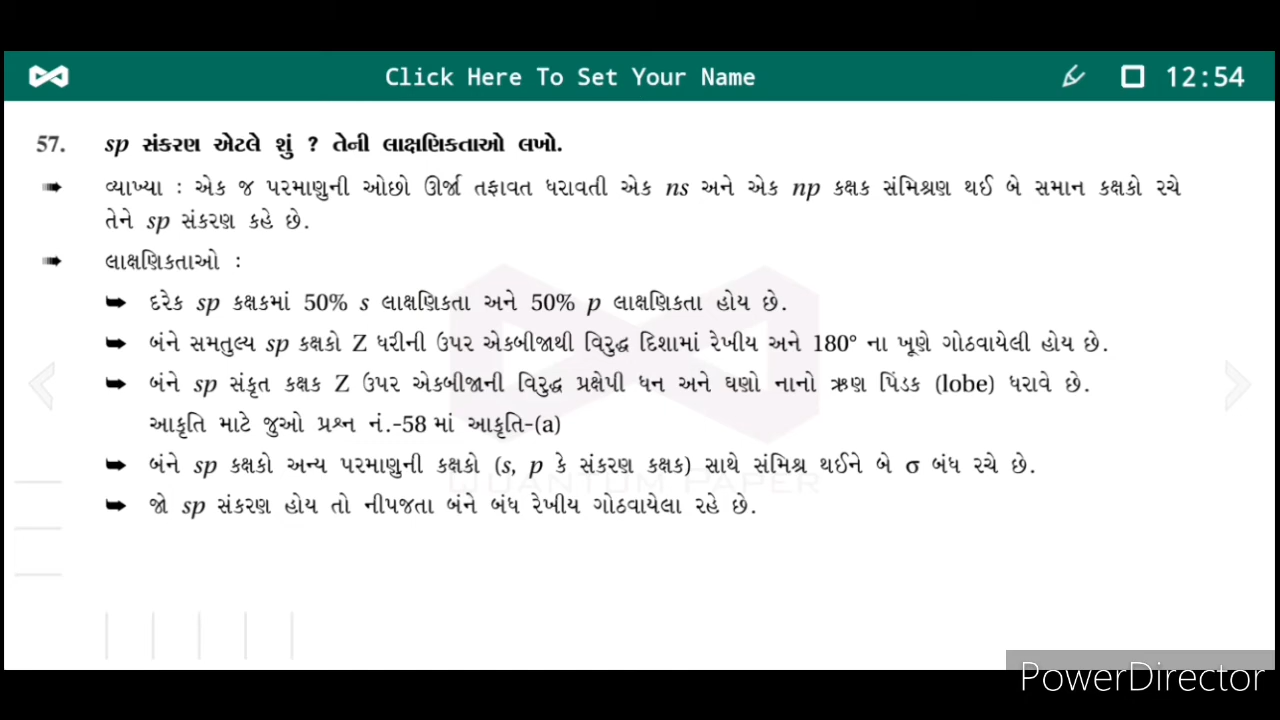 Click Here To Set Your Name
12:54
57. sp સંકરણ એટલે શું ? તેની લાક્ષણિકતાઓ લખો.
➠ વ્યાખ્યા : એક જ પરમાણુની ઓછો ઊર્જા તફાવત ધરાવતી એક ns અને એક np કક્ષક સંમિશ્રણ થઈ બે સમાન કક્ષકો રચે
તેને sp સંકરણ કહે છે.
➠ લાક્ષણિકતાઓ :
➥ દરેક sp કક્ષકમાં 50% s લાક્ષણિકતા અને 50% p લાક્ષણિકતા હોય છે.
➥ બંને સમતુલ્ય sp કક્ષકો Z ધરીની ઉપર એકબીજાથી વિરુદ્ધ દિશામાં રેખીય અને 180° ના ખૂણે ગોઠવાયેલી હોય છે.
➥ બંને sp સંકૃત કક્ષક Z ઉપર એકબીજાની વિરુદ્ધ પ્રક્ષેપી ધન અને ઘણો નાનો ઋણ પિંડક (lobe) ધરાવે છે.
આકૃતિ માટે જુઓ પ્રશ્ન નં.-58 માં આકૃતિ-(a)
➥ બંને sp કક્ષકો અન્ય પરમાણુની કક્ષકો (s, p કે સંકરણ કક્ષક) સાથે સંમિશ્ર થઈને બે σ બંધ રચે છે.
QUANTUM PAPER
➥ જો sp સંકરણ હોય તો નીપજતા બંને બંધ રેખીય ગોઠવાયેલા રહે છે.
PowerDirector